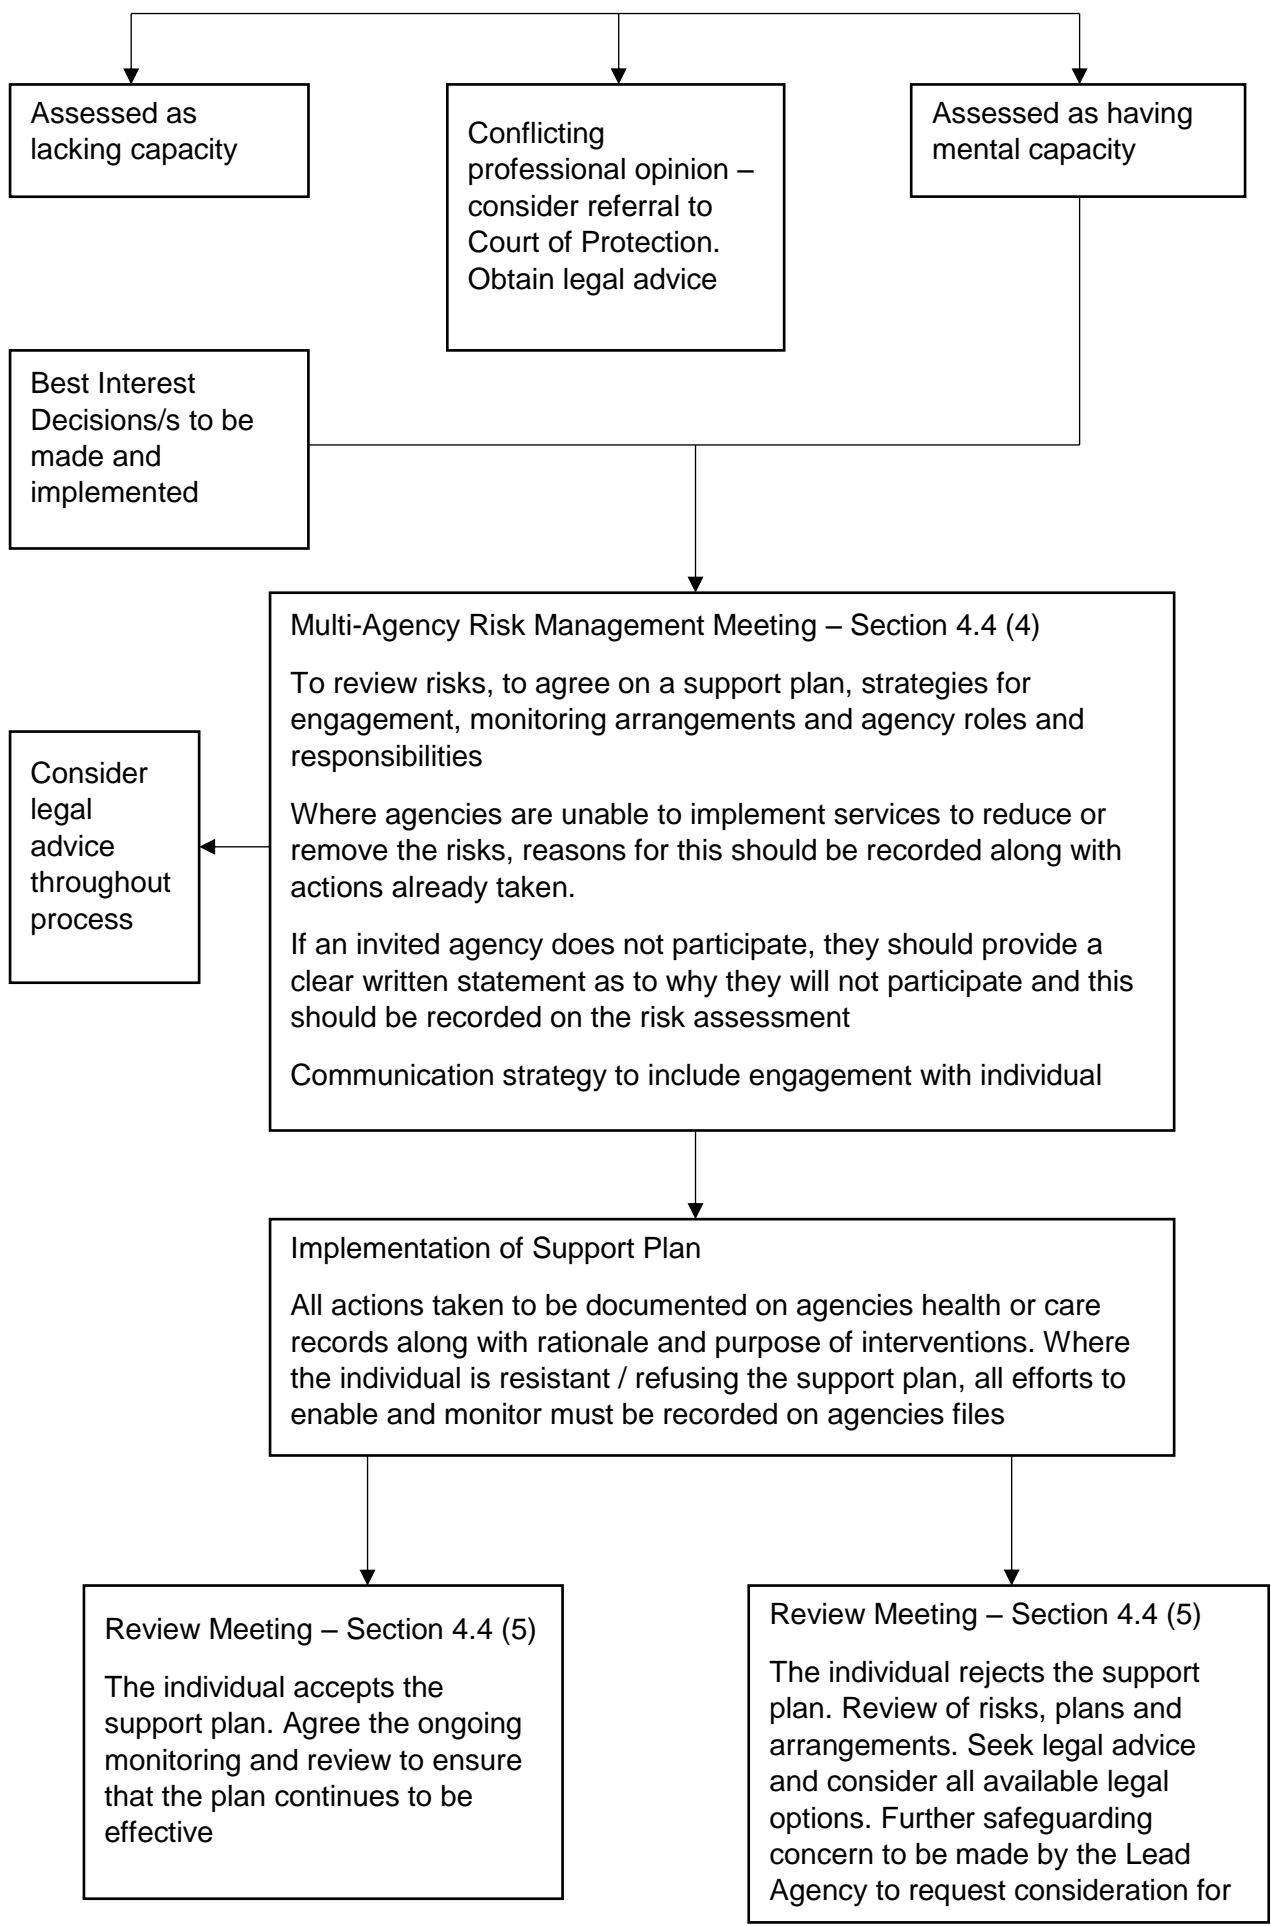 Assessed as
lacking capacity
Conflicting
professional opinion –
consider referral to
Court of Protection.
Obtain legal advice
Assessed as having
mental capacity
Best Interest
Decisions/s to be
made and
implemented
Multi-Agency Risk Management Meeting – Section 4.4 (4)
To review risks, to agree on a support plan, strategies for
engagement, monitoring arrangements and agency roles and
responsibilities
Where agencies are unable to implement services to reduce or
remove the risks, reasons for this should be recorded along with
actions already taken.
If an invited agency does not participate, they should provide a
clear written statement as to why they will not participate and this
should be recorded on the risk assessment
Communication strategy to include engagement with individual
Consider
legal
advice
throughout
process
Implementation of Support Plan
All actions taken to be documented on agencies health or care
records along with rationale and purpose of interventions. Where
the individual is resistant / refusing the support plan, all efforts to
enable and monitor must be recorded on agencies files
Review Meeting – Section 4.4 (5)
The individual accepts the
support plan. Agree the ongoing
monitoring and review to ensure
that the plan continues to be
effective
Review Meeting – Section 4.4 (5)
The individual rejects the support
plan. Review of risks, plans and
arrangements. Seek legal advice
and consider all available legal
options. Further safeguarding
concern to be made by the Lead
Agency to request consideration for